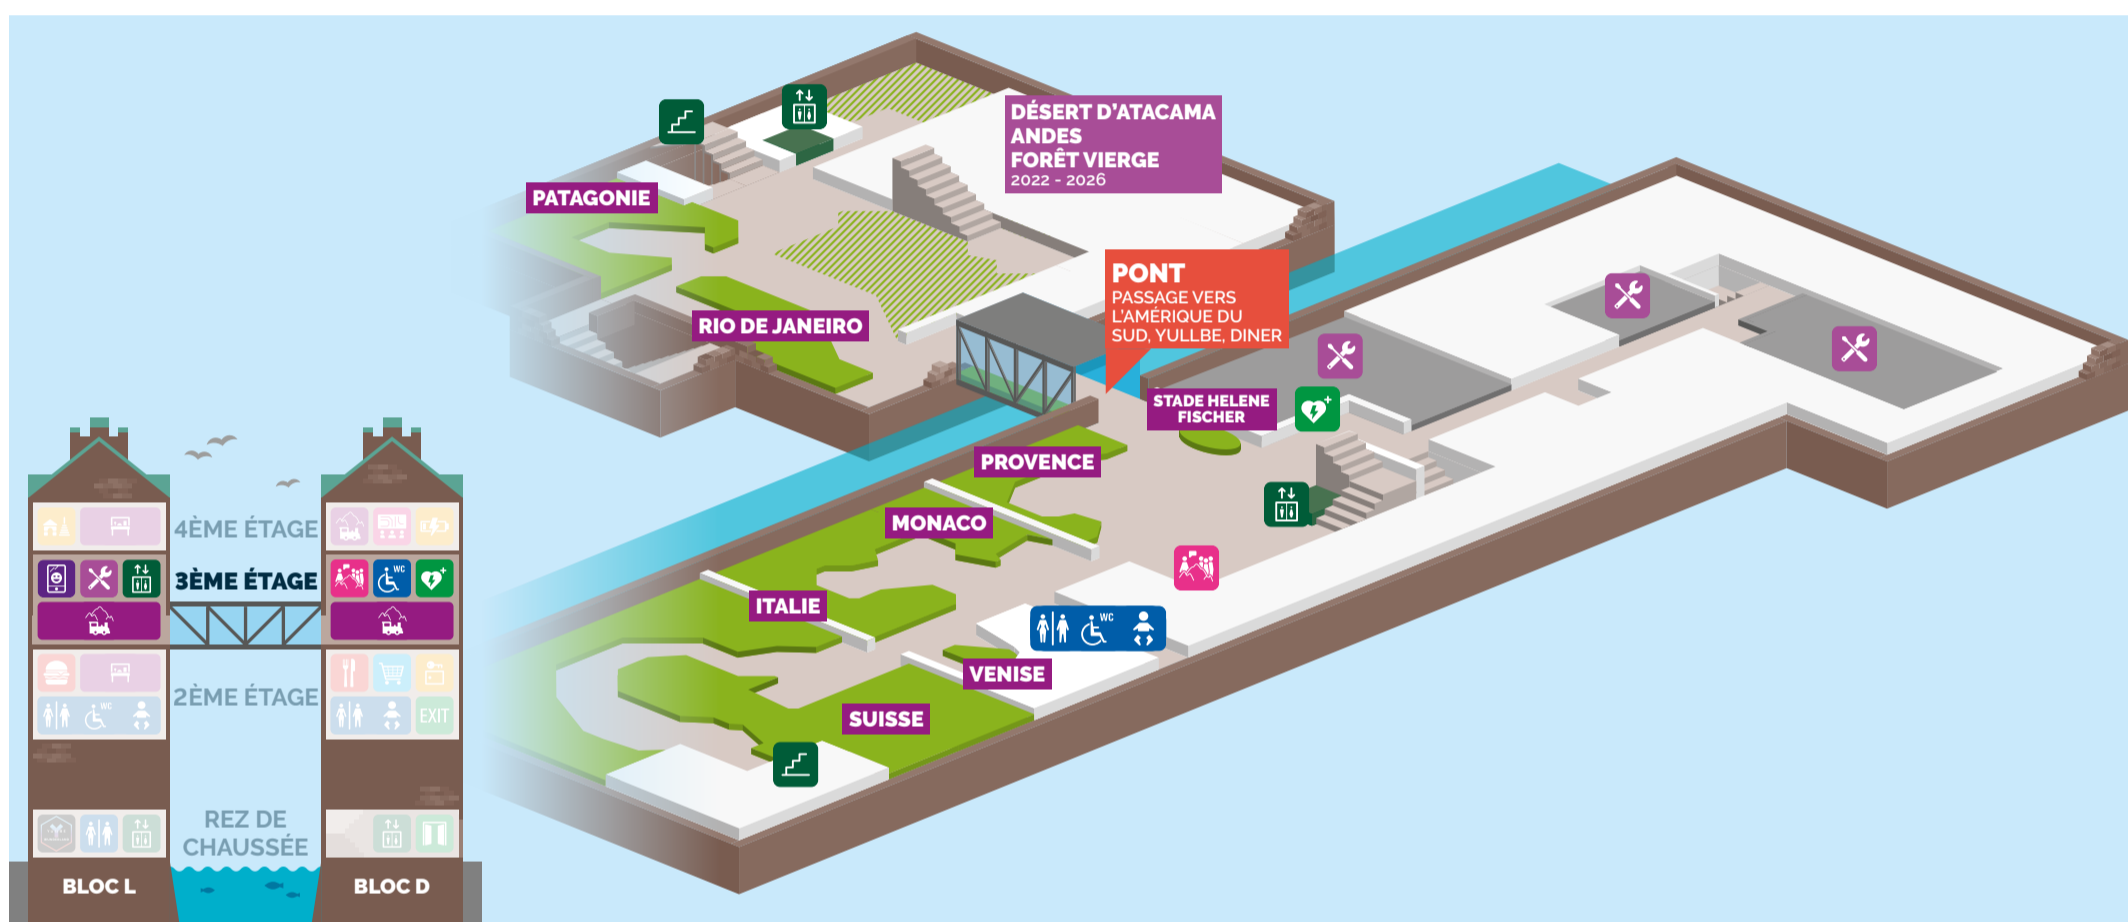 DÉSERT D'ATACAMA
ANDES
FORÊT VIERGE
2022 - 2026
PATAGONIE
RIO DE JANEIRO
PONT
PASSAGE VERS
L'AMÉRIQUE DU
SUD, YULLBE, DINER
STADE HELENE
FISCHER
PROVENCE
MONACO
ITALIE
WC
VENISE
SUISSE
4ÈME ÉTAGE
3ÈME ÉTAGE
WC
2ÈME ÉTAGE
WC
EXIT
REZ DE
CHAUSSÉE
BLOC L
BLOC D